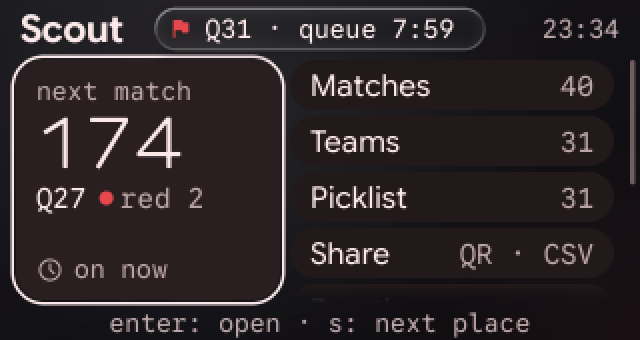 Scout
Q31 · queue 7:59
23:34
next match
174
Q27 red 2
on now
Matches 40
Teams 31
Picklist 31
Share QR · CSV
enter: open · s: next place